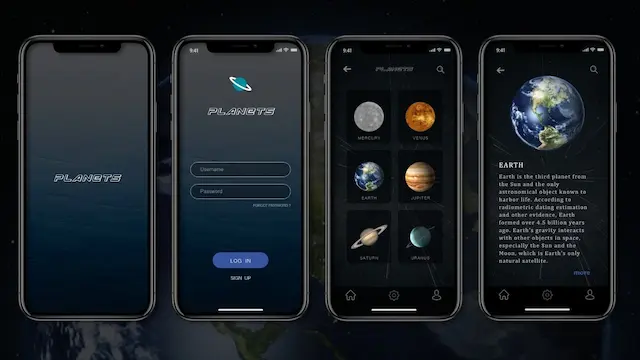 PLANETS
9:41
PLANETS
Username
Password
FORGOT PASSWORD ?
LOG IN
SIGN UP
9:41
PLANETS
MERCURY
VENUS
EARTH
JUPITER
SATURN
URANUS
9:41
EARTH
Earth is the third planet from
the Sun and the only
astronomical object known to
harbor life. According to
radiometric dating estimation
and other evidence, Earth
formed over 4.5 billion years
ago. Earth's gravity interacts
with other objects in space,
especially the Sun and the
Moon, which is Earth's only
natural satellite.
more